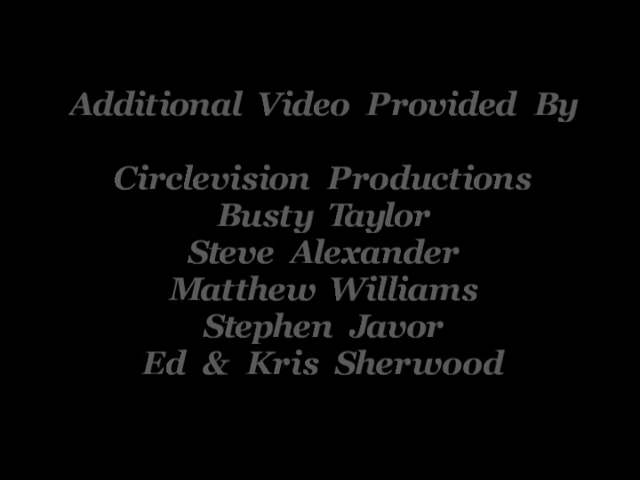 Additional Video Provided By
Circlevision Productions
Busty Taylor
Steve Alexander
Matthew Williams
Stephen Javor
Ed & Kris Sherwood